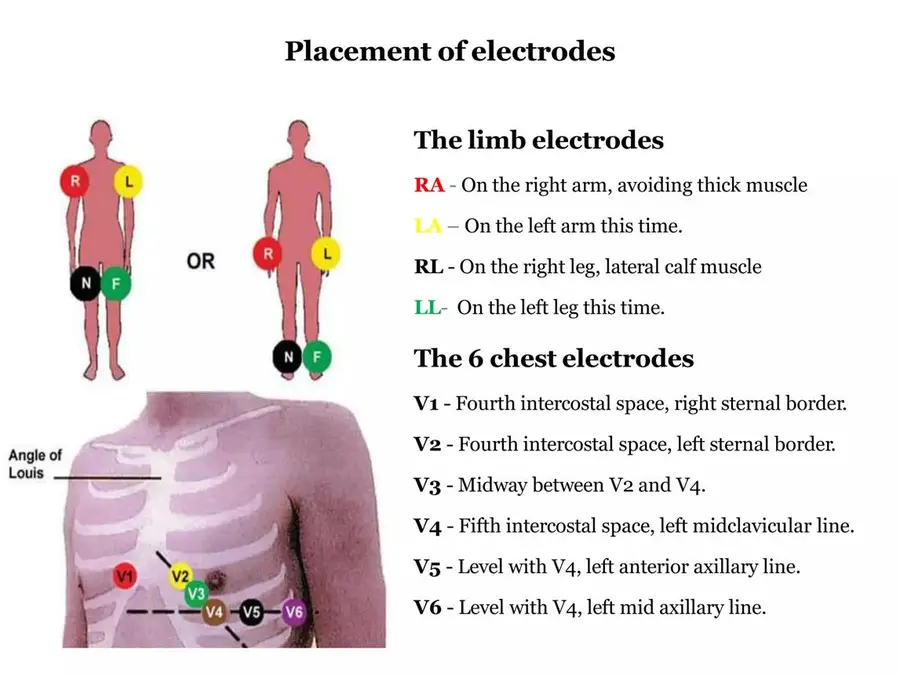 Placement of electrodes
R
L
N
F
OR
R
L
N
F
The limb electrodes
RA - On the right arm, avoiding thick muscle
LA – On the left arm this time.
RL - On the right leg, lateral calf muscle
LL- On the left leg this time.
The 6 chest electrodes
V1 - Fourth intercostal space, right sternal border.
V2 - Fourth intercostal space, left sternal border.
V3 - Midway between V2 and V4.
V4 - Fifth intercostal space, left midclavicular line.
V5 - Level with V4, left anterior axillary line.
V6 - Level with V4, left mid axillary line.
Angle of
Louis
V1
V2
V3
V4
V5
V6